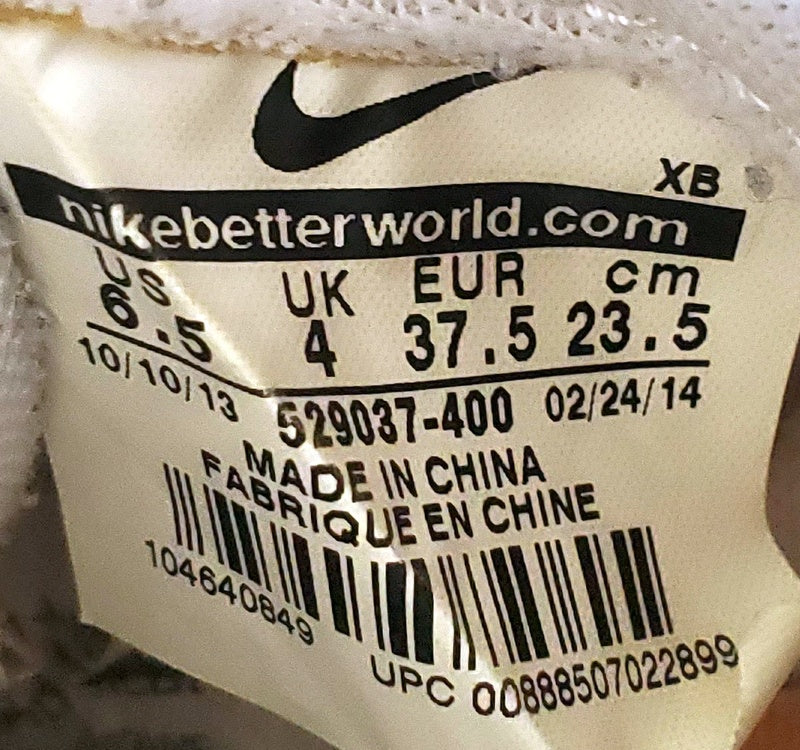 XB
nikebetterworld.com
US UK EUR cm
6.5 4 37.5 23.5
10/10/13 529037-400 02/24/14
MADE IN CHINA
FABRIQUE EN CHINE
104640849
UPC 00888507022899